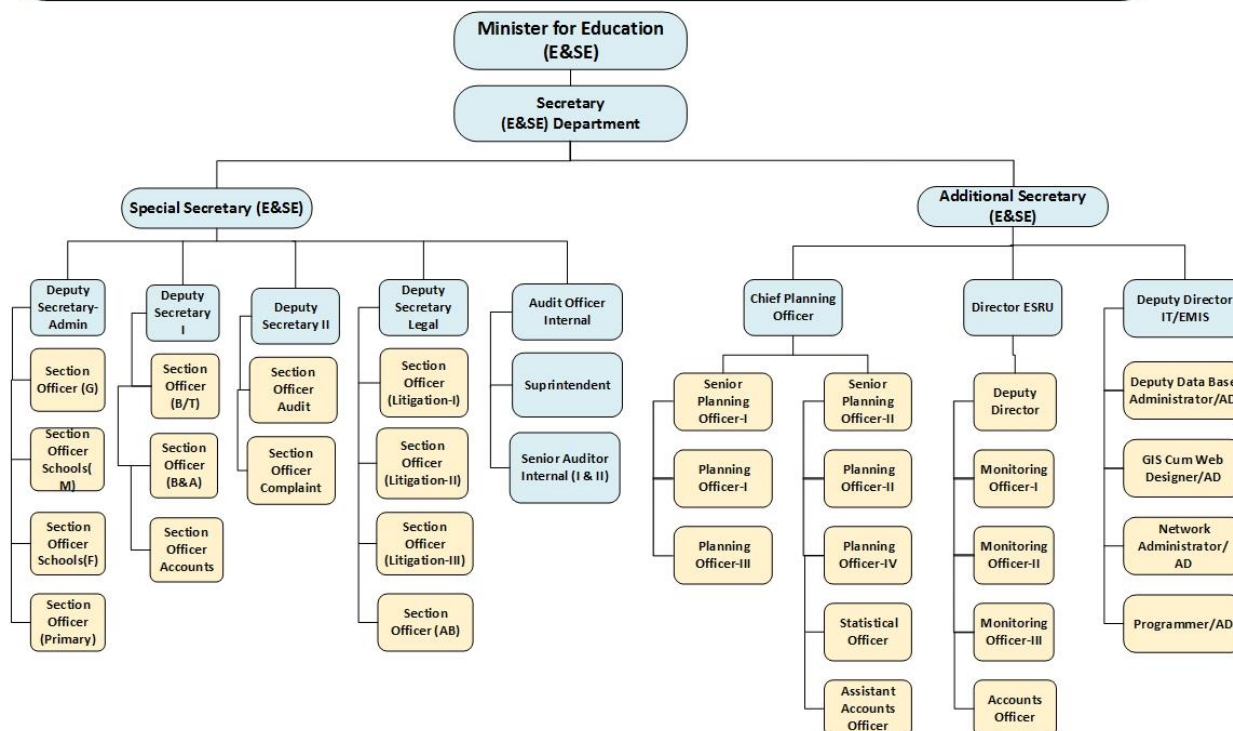 Minister for Education
(E&SE)
Secretary
(E&SE) Department
Special Secretary (E&SE)
Additional Secretary
(E&SE)
Deputy
Secretary-
Admin
Section
Officer (G)
Section
Officer
Schools(
M)
Section
Officer
Schools(F)
Section
Officer
(Primary)
Deputy
Secretary
I
Section
Officer
(B/T)
Section
Officer
(B&A)
Section
Officer
Accounts
Deputy
Secretary II
Section
Officer
Audit
Section
Officer
Complaint
Deputy
Secretary
Legal
Section
Officer
(Litigation-I)
Section
Officer
(Litigation-II)
Section
Officer
(Litigation-III)
Section
Officer (AB)
Audit Officer
Internal
Suprintendent
Senior Auditor
Internal (I & II)
Chief Planning
Officer
Senior
Planning
Officer-I
Planning
Officer-I
Planning
Officer-III
Senior
Planning
Officer-II
Planning
Officer-II
Planning
Officer-IV
Statistical
Officer
Assistant
Accounts
Officer
Director ESRU
Deputy
Director
Monitoring
Officer-I
Monitoring
Officer-II
Monitoring
Officer-III
Accounts
Officer
Deputy Director
IT/EMIS
Deputy Data Base
Administrator/AD
GIS Cum Web
Designer/AD
Network
Administrator/
AD
Programmer/AD